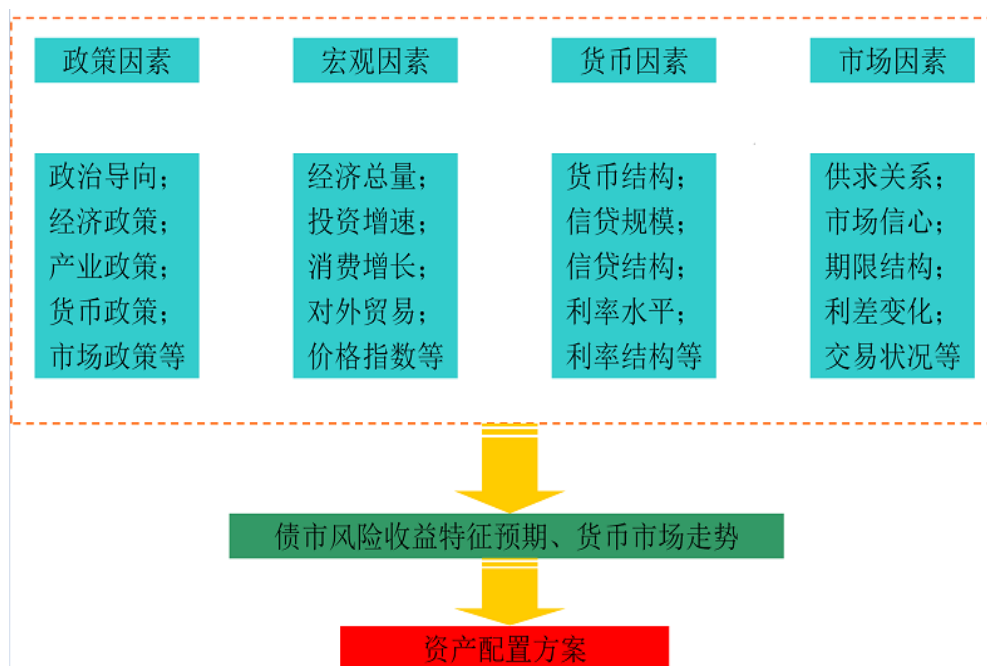 政策因素
宏观因素
货币因素
市场因素
政治导向；
经济政策；
产业政策；
货币政策；
市场政策等
经济总量；
投资增速；
消费增长；
对外贸易；
价格指数等
货币结构；
信贷规模；
信贷结构；
利率水平；
利率结构等
供求关系；
市场信心；
期限结构；
利差变化；
交易状况等
债市风险收益特征预期、货币市场走势
资产配置方案